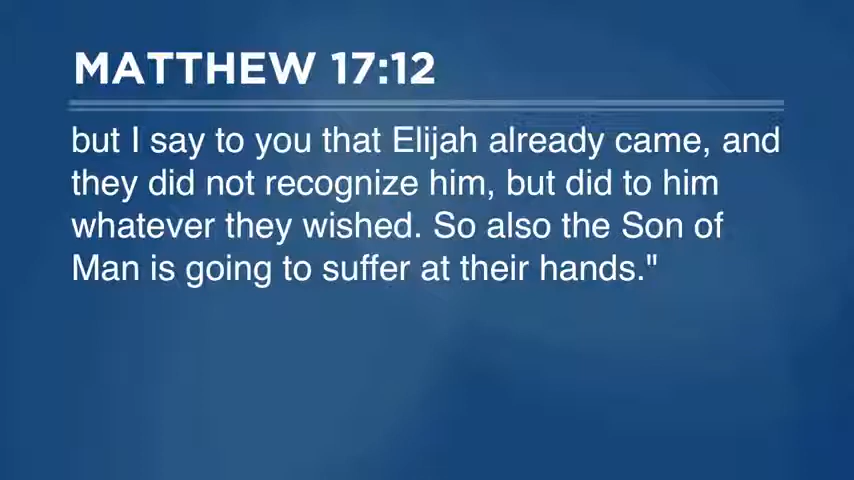 MATTHEW 17:12
but I say to you that Elijah already came, and
they did not recognize him, but did to him
whatever they wished. So also the Son of
Man is going to suffer at their hands."